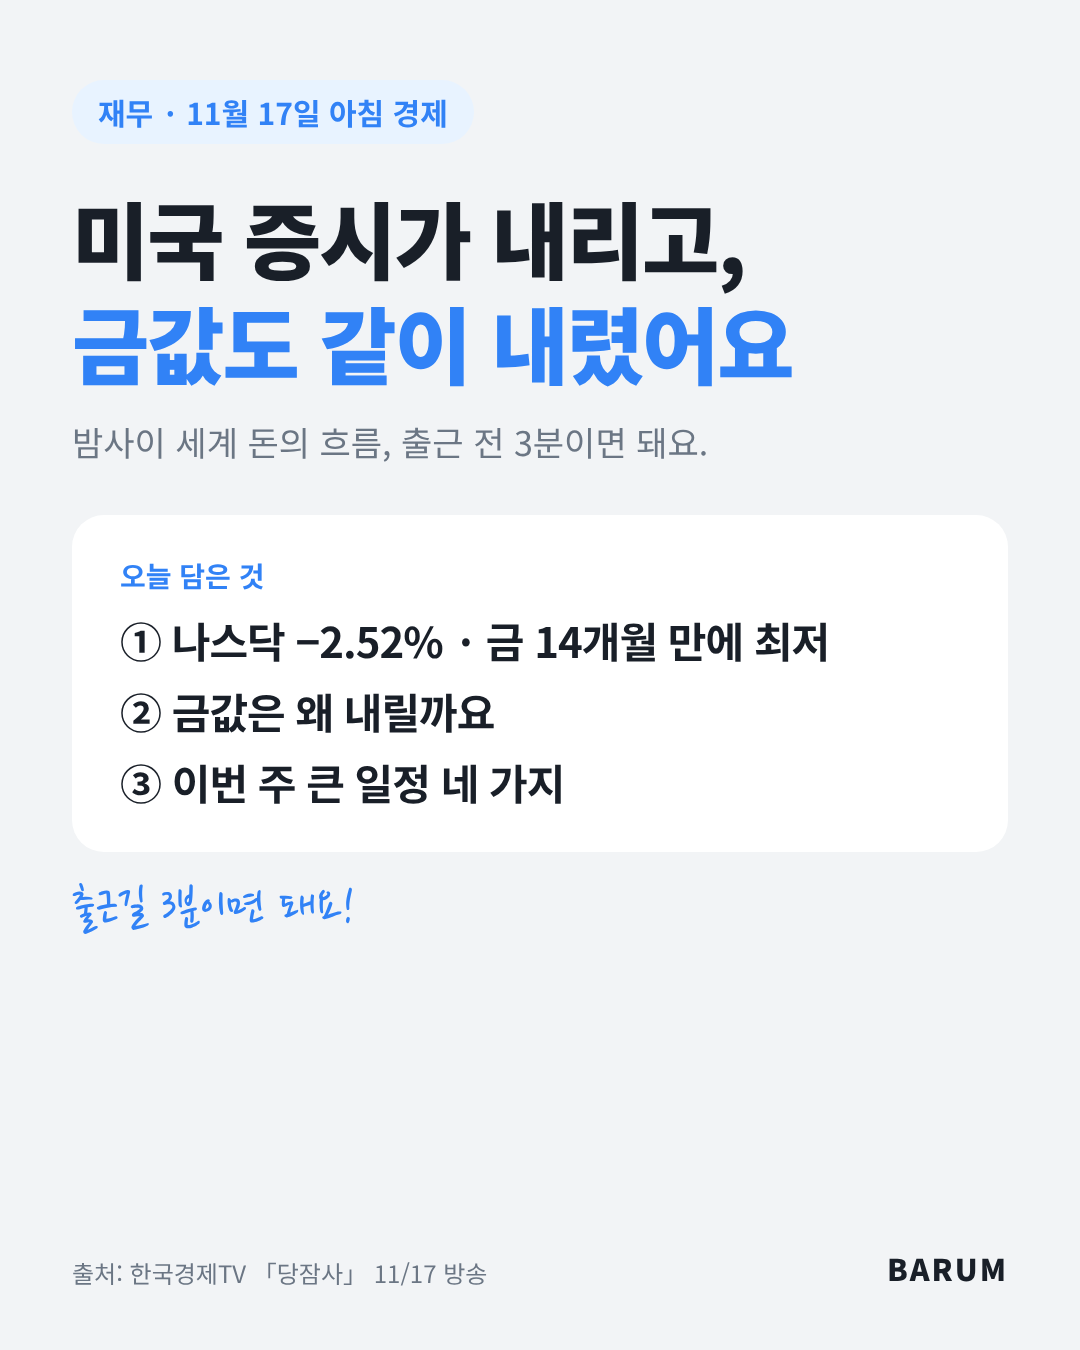 재무 · 11월 17일 아침 경제
미국 증시가 내리고,
금값도 같이 내렸어요
밤사이 세계 돈의 흐름, 출근 전 3분이면 돼요.
오늘 담은 것
① 나스닥 −2.52% · 금 14개월 만에 최저
② 금값은 왜 내릴까요
③ 이번 주 큰 일정 네 가지
출근길 3분이면 돼요!
출처: 한국경제TV 「당잠사」 11/17 방송
BARUM